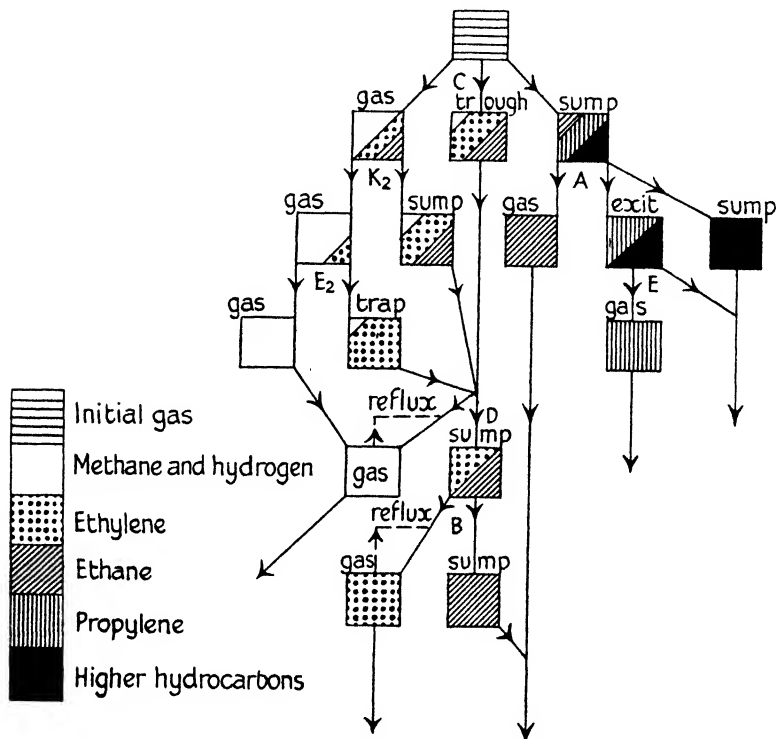 C
gas
trough
sump
K2
A
gas
sump
gas
exit
sump
E2
E
gas
trap
gas
reflux
D
sump
gas
reflux
B
gas
sump
Initial gas
Methane and hydrogen
Ethylene
Ethane
Propylene
Higher hydrocarbons